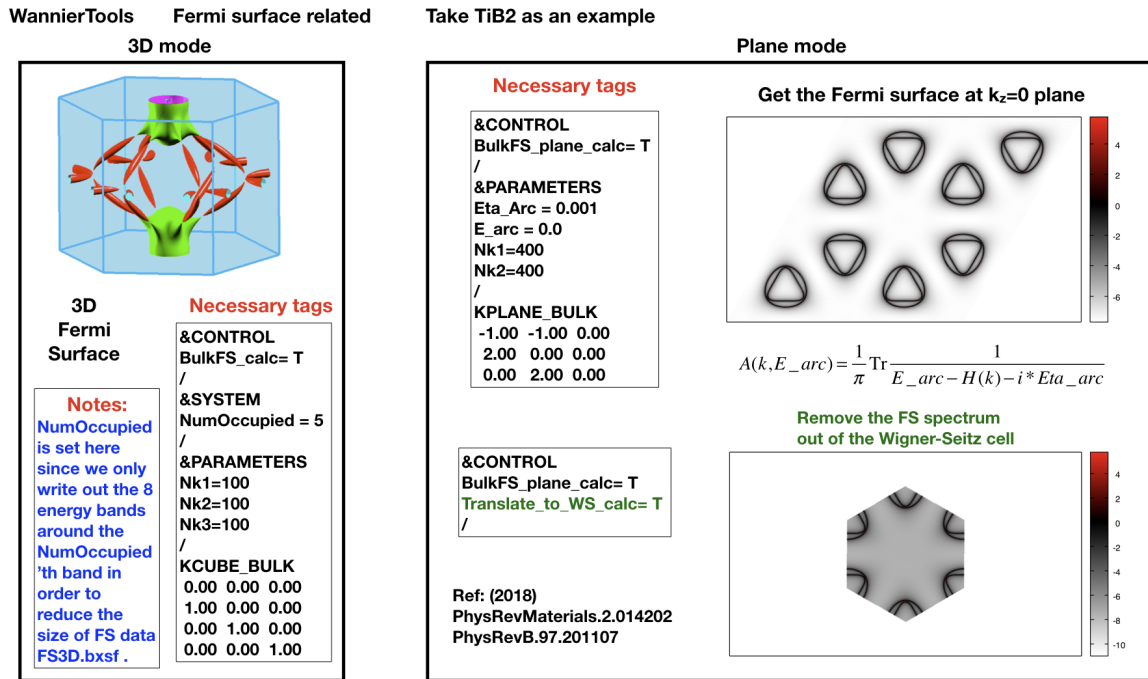 WannierTools Fermi surface related Take TiB2 as an example
3D mode
3D
Fermi
Surface
Notes:
NumOccupied
is set here
since we only
write out the 8
energy bands
around the
NumOccupied
'th band in
order to
reduce the
size of FS data
FS3D.bxsf .
Necessary tags
&CONTROL
BulkFS_calc= T
/
&SYSTEM
NumOccupied = 5
/
&PARAMETERS
Nk1=100
Nk2=100
Nk3=100
/
KCUBE_BULK
0.00 0.00 0.00
1.00 0.00 0.00
0.00 1.00 0.00
0.00 0.00 1.00
Plane mode
Necessary tags
&CONTROL
BulkFS_plane_calc= T
/
&PARAMETERS
Eta_Arc = 0.001
E_arc = 0.0
Nk1=400
Nk2=400
/
KPLANE_BULK
-1.00 -1.00 0.00
2.00 0.00 0.00
0.00 2.00 0.00
&CONTROL
BulkFS_plane_calc= T
Translate_to_WS_calc= T
/
Ref: (2018)
PhysRevMaterials.2.014202
PhysRevB.97.201107
Get the Fermi surface at kz=0 plane
4
2
0
-2
-4
-6
A(k,E_arc) = 1/π Tr 1/(E_arc − H(k) − i * Eta_arc)
Remove the FS spectrum
out of the Wigner-Seitz cell
4
2
0
-2
-4
-6
-8
-10